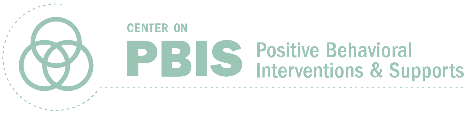 CENTER ON
PBIS
Positive Behavioral
Interventions & Supports